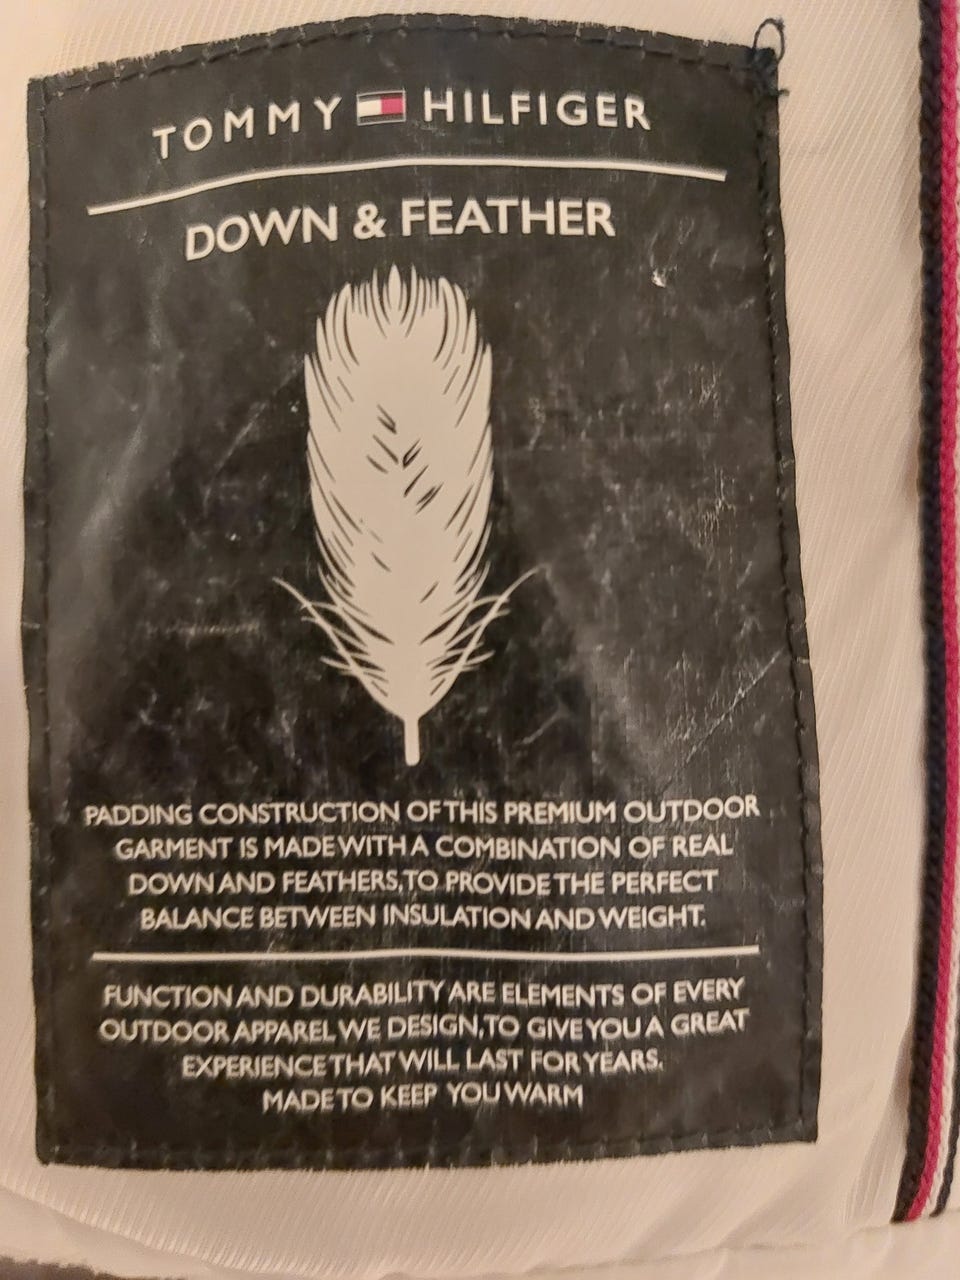 TOMMY HILFIGER
DOWN & FEATHER
PADDING CONSTRUCTION OF THIS PREMIUM OUTDOOR
GARMENT IS MADE WITH A COMBINATION OF REAL
DOWN AND FEATHERS, TO PROVIDE THE PERFECT
BALANCE BETWEEN INSULATION AND WEIGHT.
FUNCTION AND DURABILITY ARE ELEMENTS OF EVERY
OUTDOOR APPAREL WE DESIGN, TO GIVE YOU A GREAT
EXPERIENCE THAT WILL LAST FOR YEARS.
MADE TO KEEP YOU WARM